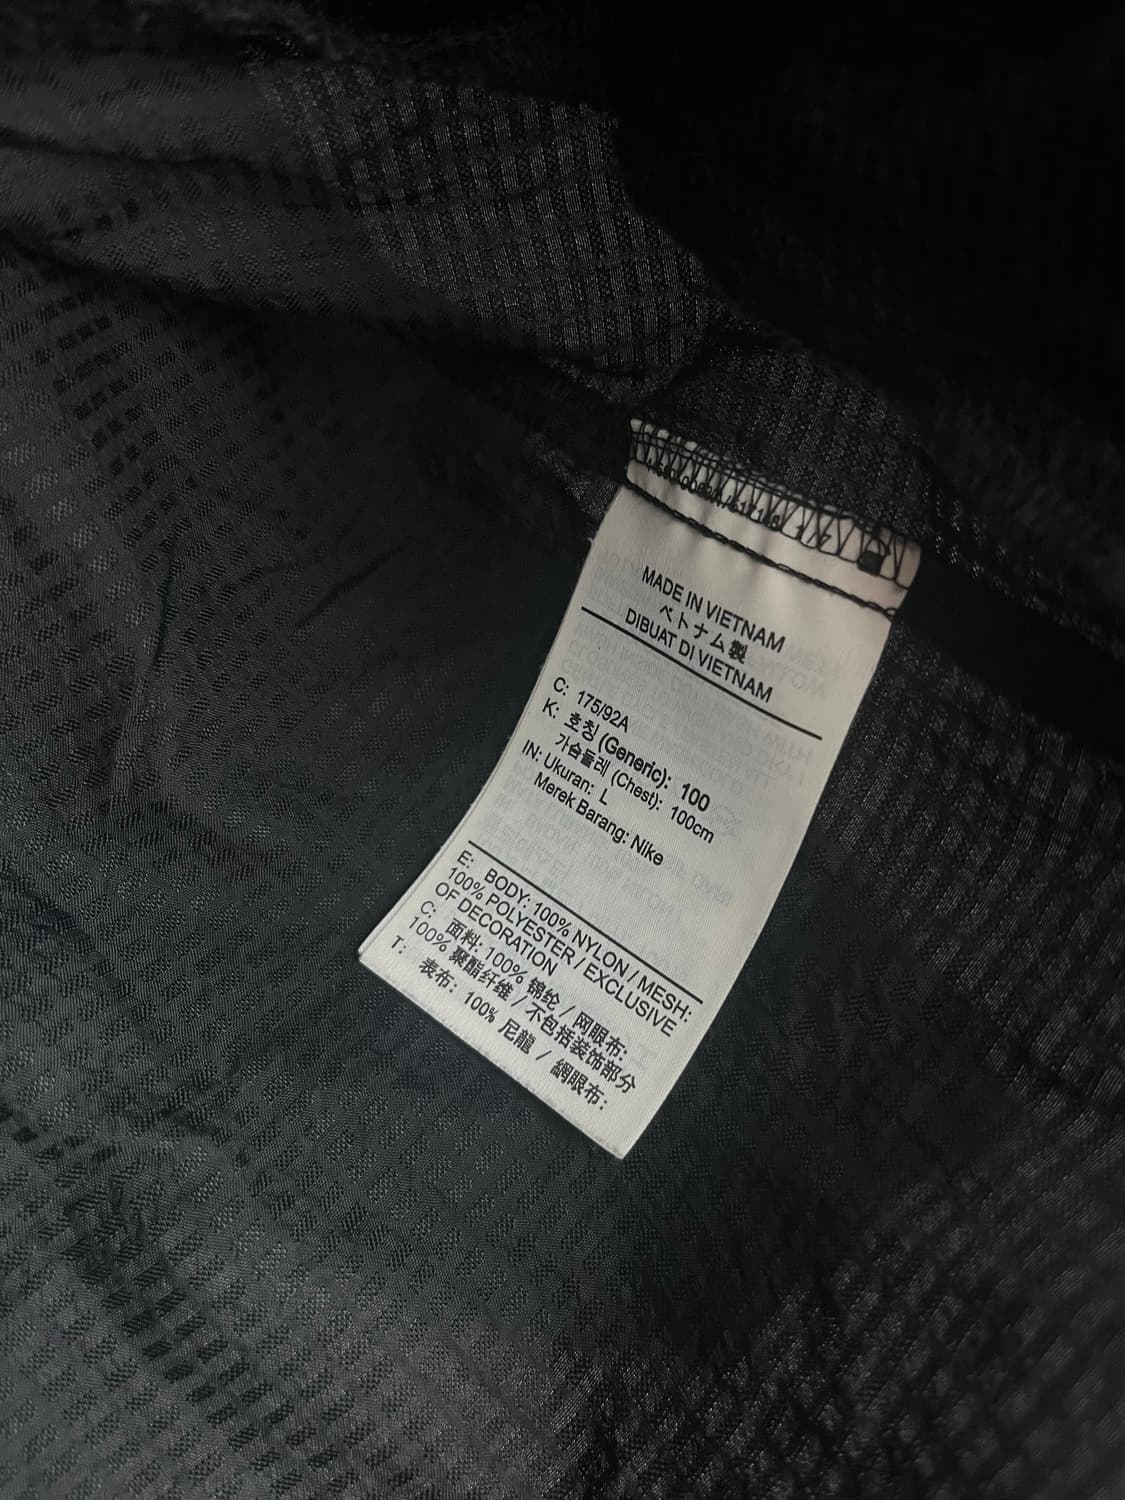 MADE IN VIETNAM
ベトナム製
DIBUAT DI VIETNAM
C: 175/92A
K: 호칭 (Generic): 100
가슴둘레 (Chest): 100cm
IN: Ukuran: L
Merek Barang: Nike
E: BODY: 100% NYLON / MESH:
100% POLYESTER / EXCLUSIVE
OF DECORATION
C: 面料: 100% 锦纶 / 网眼布:
100% 聚酯纤维 / 不包括装饰部分
T: 表布: 100% 尼龍 / 網眼布: